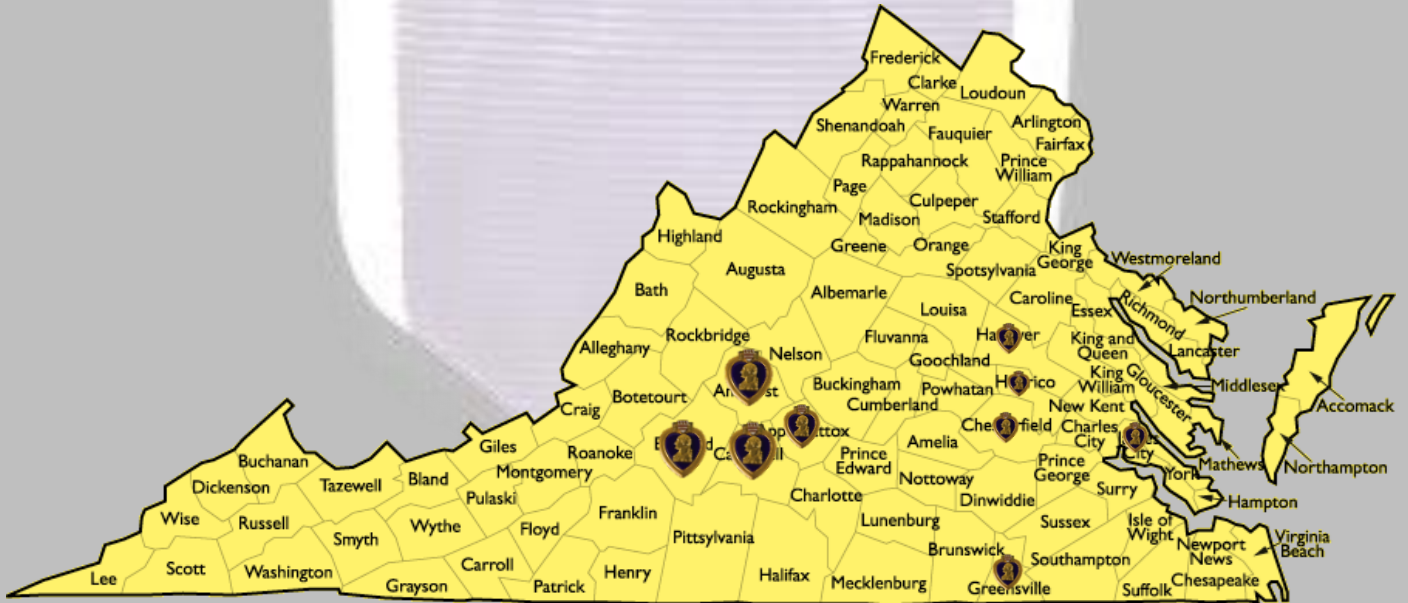 Frederick
Clarke
Loudoun
Warren
Shenandoah
Fauquier
Arlington
Fairfax
Rappahannock
Prince
William
Page
Culpeper
Rockingham
Madison
Stafford
Highland
Greene
Orange
King
George
Westmoreland
Augusta
Spotsylvania
Bath
Albemarle
Caroline
Richmond
Northumberland
Louisa
Essex
Rockbridge
Fluvanna
King and
Queen
Alleghany
Nelson
Goochland
Lancaster
King
William
Gloucester
Middlesex
Buckingham
Powhatan
Botetourt
Cumberland
New Kent
Accomack
Craig
Charles
City
Amelia
City
Giles
Roanoke
Prince
Edward
Prince
George
Mathews
Northampton
Buchanan
Montgomery
York
Dickenson
Tazewell
Bland
Nottoway
Surry
Pulaski
Charlotte
Dinwiddie
Hampton
Wise
Russell
Wythe
Floyd
Franklin
Lunenburg
Sussex
Isle of
Wight
Smyth
Pittsylvania
Virginia
Beach
Brunswick
Newport
News
Southampton
Lee
Scott
Washington
Carroll
Henry
Halifax
Mecklenburg
Chesapeake
Grayson
Patrick
Greensville
Suffolk